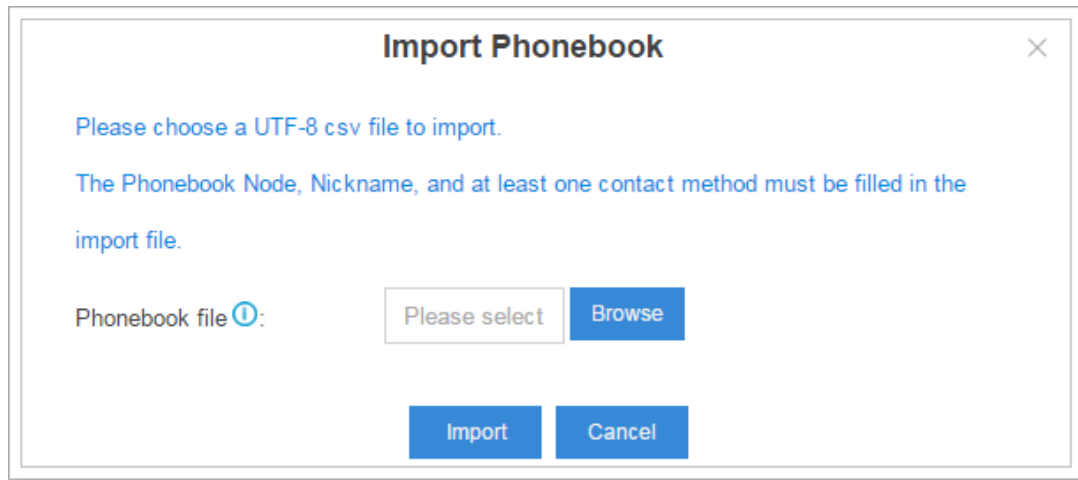 Import Phonebook
Please choose a UTF-8 csv file to import.
The Phonebook Node, Nickname, and at least one contact method must be filled in the
import file.
Phonebook file : Please select Browse
Import Cancel